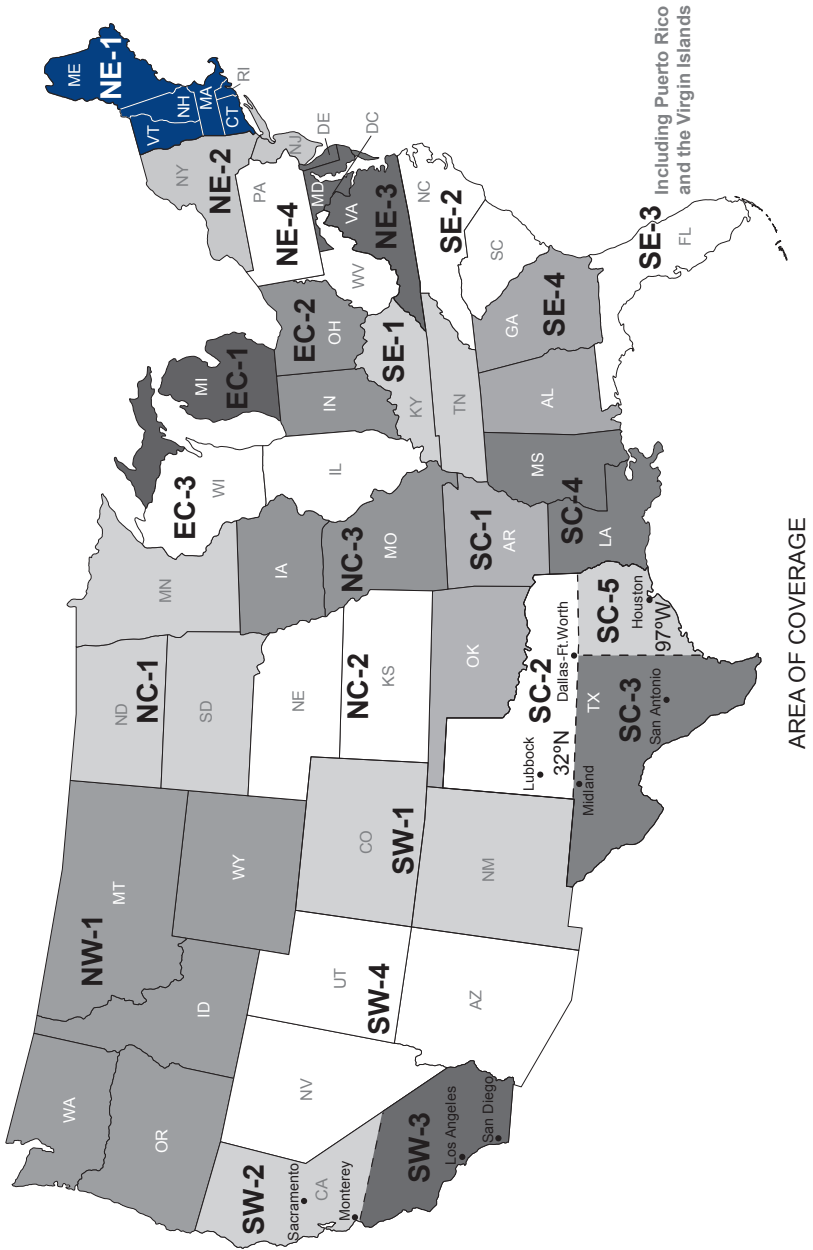 WA
OR
ID
MT
NW-1
WY
ND
NC-1
SD
MN
NE
NC-2
KS
IA
NC-3
MO
EC-3
WI
IL
MI
EC-1
IN
EC-2
OH
ME
NE-1
VT
NH
MA
CT
RI
NY
NE-2
NJ
PA
NE-4
DE
MD
DC
WV
VA
NE-3
KY
SE-1
TN
NC
SE-2
SC
GA
SE-4
AL
MS
SC-4
LA
AR
SC-1
OK
SW-2
Sacramento
CA
Monterey
NV
UT
SW-4
CO
SW-1
AZ
NM
SW-3
Los Angeles
San Diego
Lubbock
SC-2
32ºN
Dallas-Ft.Worth
Midland
TX
SC-3
San Antonio
SC-5
Houston
97ºW
SE-3
FL
Including Puerto Rico
and the Virgin Islands
AREA OF COVERAGE